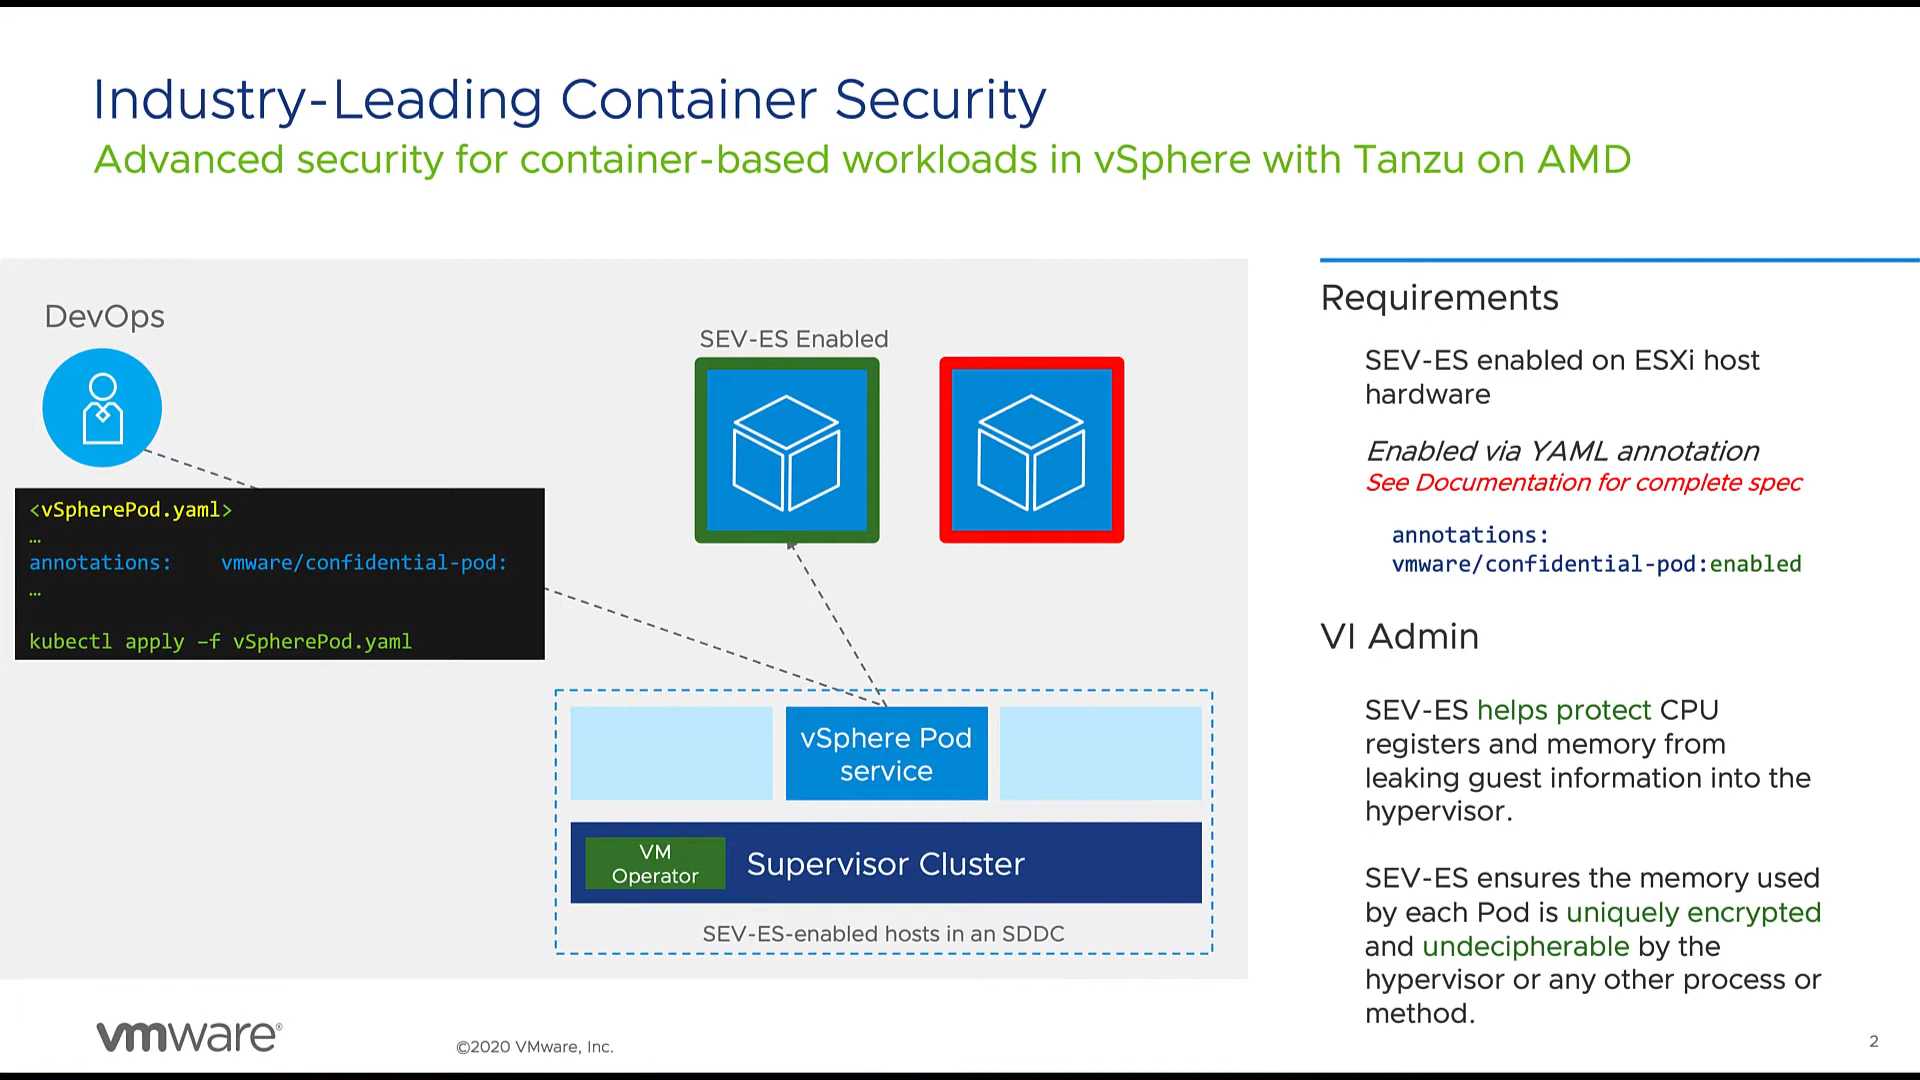 Industry-Leading Container Security
Advanced security for container-based workloads in vSphere with Tanzu on AMD
DevOps
<vSpherePod.yaml>
…
annotations: vmware/confidential-pod:
…
kubectl apply –f vSpherePod.yaml
SEV-ES Enabled
vSphere Pod
service
VM
Operator
Supervisor Cluster
SEV-ES-enabled hosts in an SDDC
Requirements
SEV-ES enabled on ESXi host
hardware
Enabled via YAML annotation
See Documentation for complete spec
annotations:
vmware/confidential-pod:enabled
VI Admin
SEV-ES helps protect CPU
registers and memory from
leaking guest information into the
hypervisor.
SEV-ES ensures the memory used
by each Pod is uniquely encrypted
and undecipherable by the
hypervisor or any other process or
method.
vmware®
©2020 VMware, Inc.
2